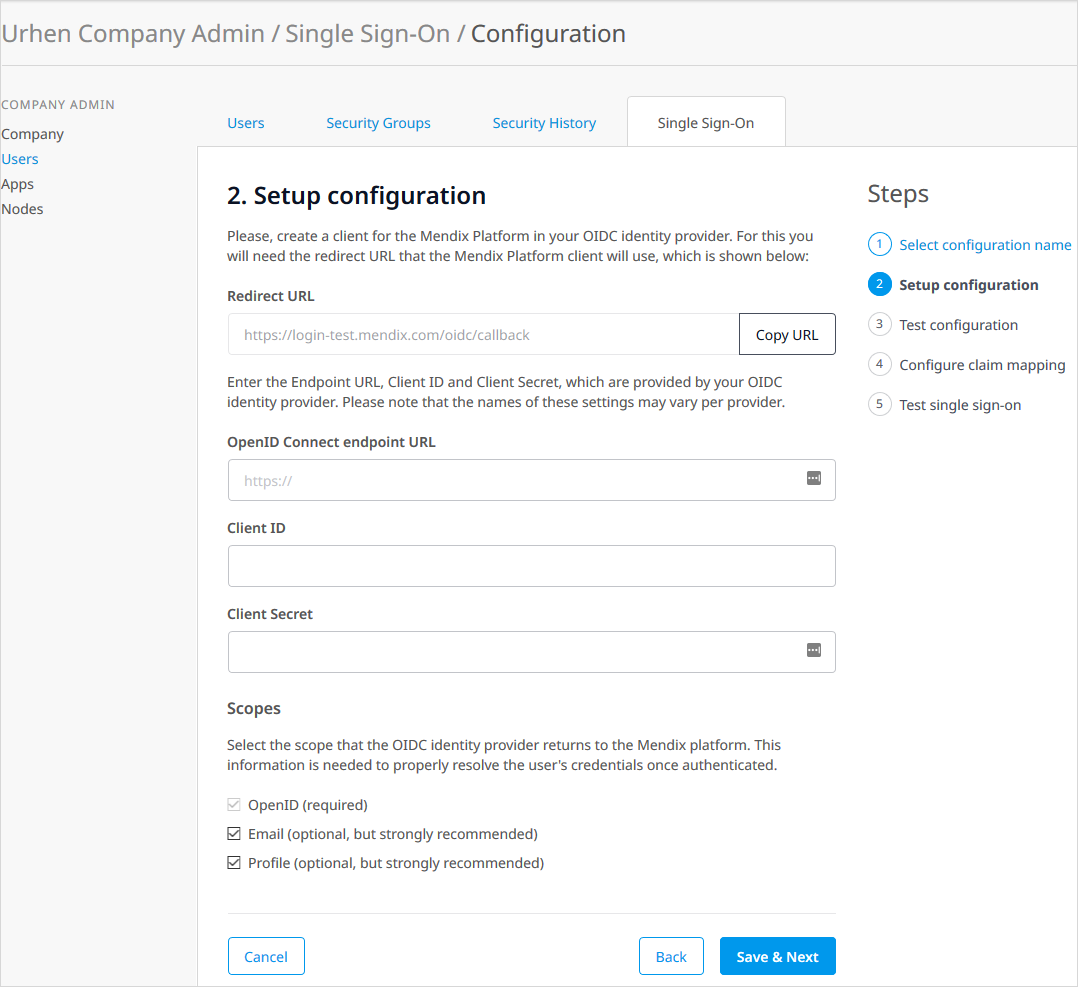 Urhen Company Admin / Single Sign-On / Configuration
COMPANY ADMIN
Company
Users
Apps
Nodes
Users
Security Groups
Security History
Single Sign-On
2. Setup configuration
Please, create a client for the Mendix Platform in your OIDC identity provider. For this you
will need the redirect URL that the Mendix Platform client will use, which is shown below:
Redirect URL
https://login-test.mendix.com/oidc/callback
Copy URL
Enter the Endpoint URL, Client ID and Client Secret, which are provided by your OIDC
identity provider. Please note that the names of these settings may vary per provider.
OpenID Connect endpoint URL
https://
Client ID
Client Secret
Scopes
Select the scope that the OIDC identity provider returns to the Mendix platform. This
information is needed to properly resolve the user's credentials once authenticated.
OpenID (required)
Email (optional, but strongly recommended)
Profile (optional, but strongly recommended)
Cancel
Back
Save & Next
Steps
1 Select configuration name
2 Setup configuration
3 Test configuration
4 Configure claim mapping
5 Test single sign-on